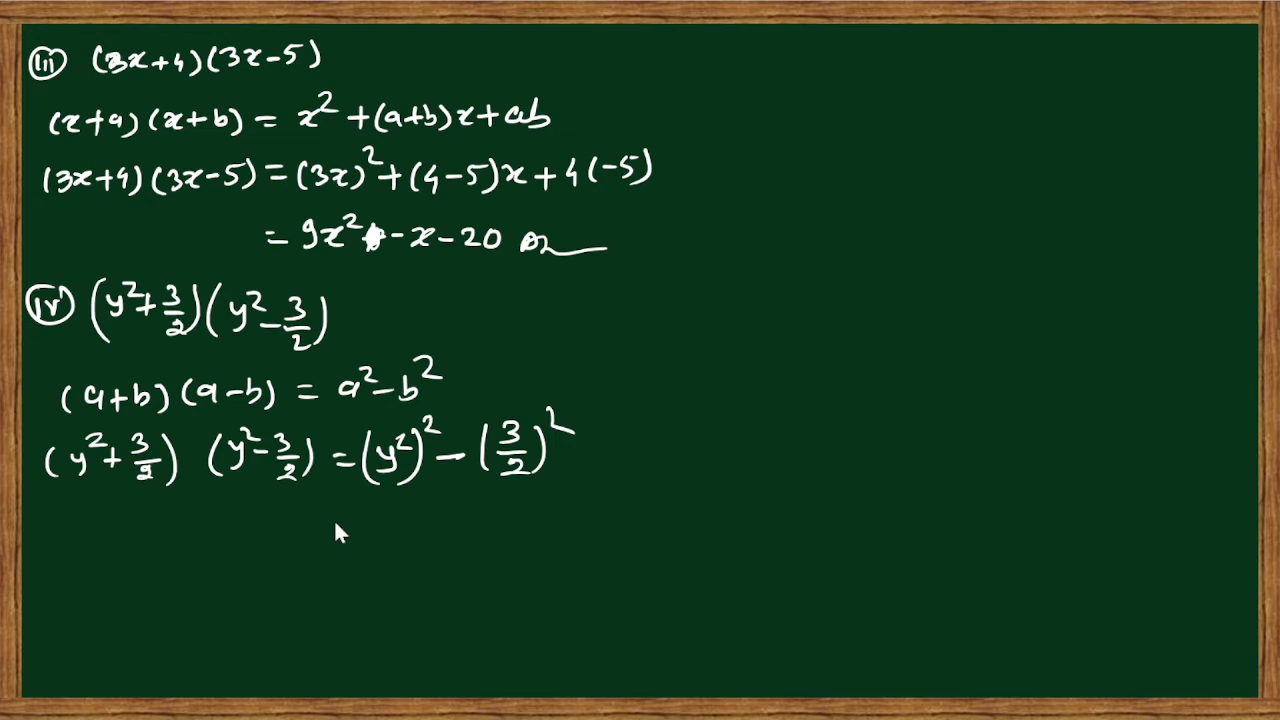 (iii) (3x+4)(3x-5)
(x+a)(x+b) = x² + (a+b)x + ab
(3x+4)(3x-5) = (3x)² + (4-5)x + 4(-5)
= 9x² - x - 20
(iv) (y² + 3/2)(y² - 3/2)
(a+b)(a-b) = a² - b²
(y² + 3/2) (y² - 3/2) = (y²)² - (3/2)²